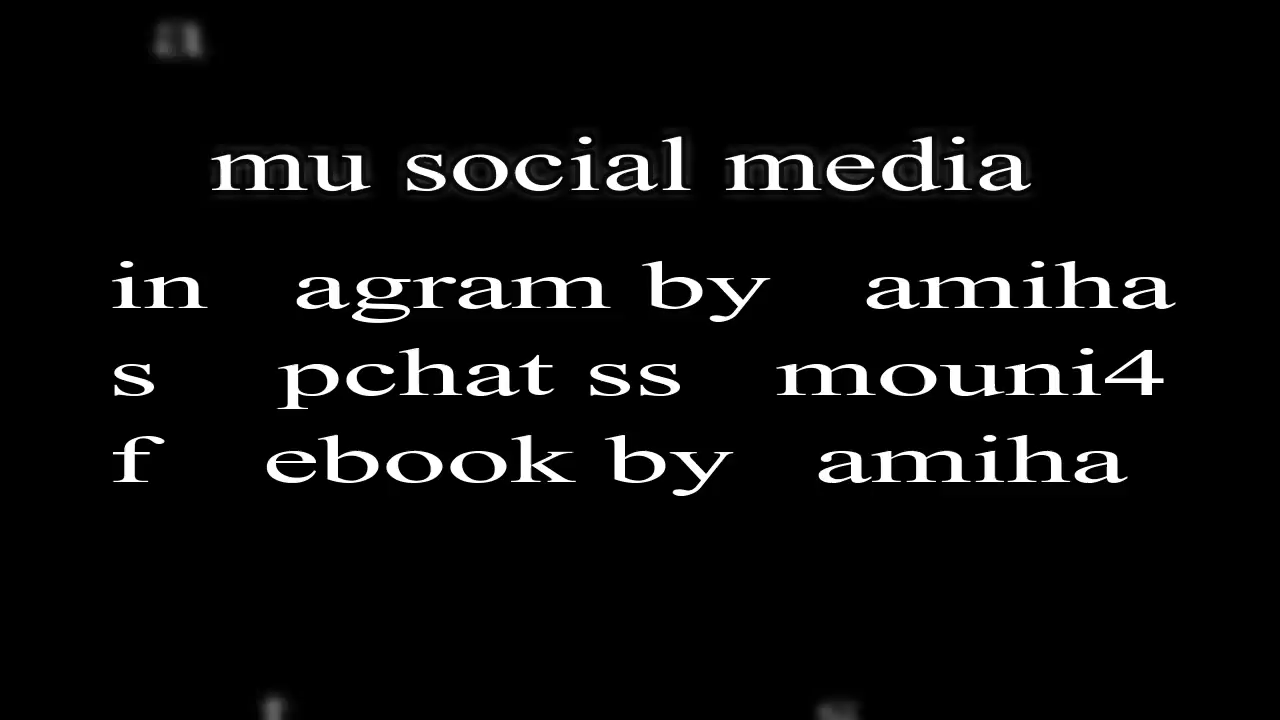 mu social media
in agram by amiha
s pchat ss mouni4
f ebook by amiha